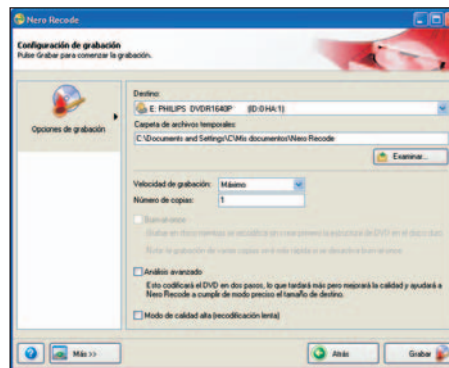 Nero Recode
Configuración de grabación
Pulse Grabar para comenzar la grabación.
Opciones de grabación
Destino:
E: PHILIPS DVDR1640P (ID:0 HA:1)
Carpeta de archivos temporales:
C:\Documents and Settings\C\Mis documentos\Nero Recode
Examinar...
Velocidad de grabación: Máximo
Número de copias: 1
Análisis avanzado
Esto codificará el DVD en dos pasos, lo que tardará más pero mejorará la calidad y ayudará a
Nero Recode a cumplir de modo preciso el tamaño de destino.
Modo de calidad alta (recodificación lenta)
Más >>
Atrás
Grabar